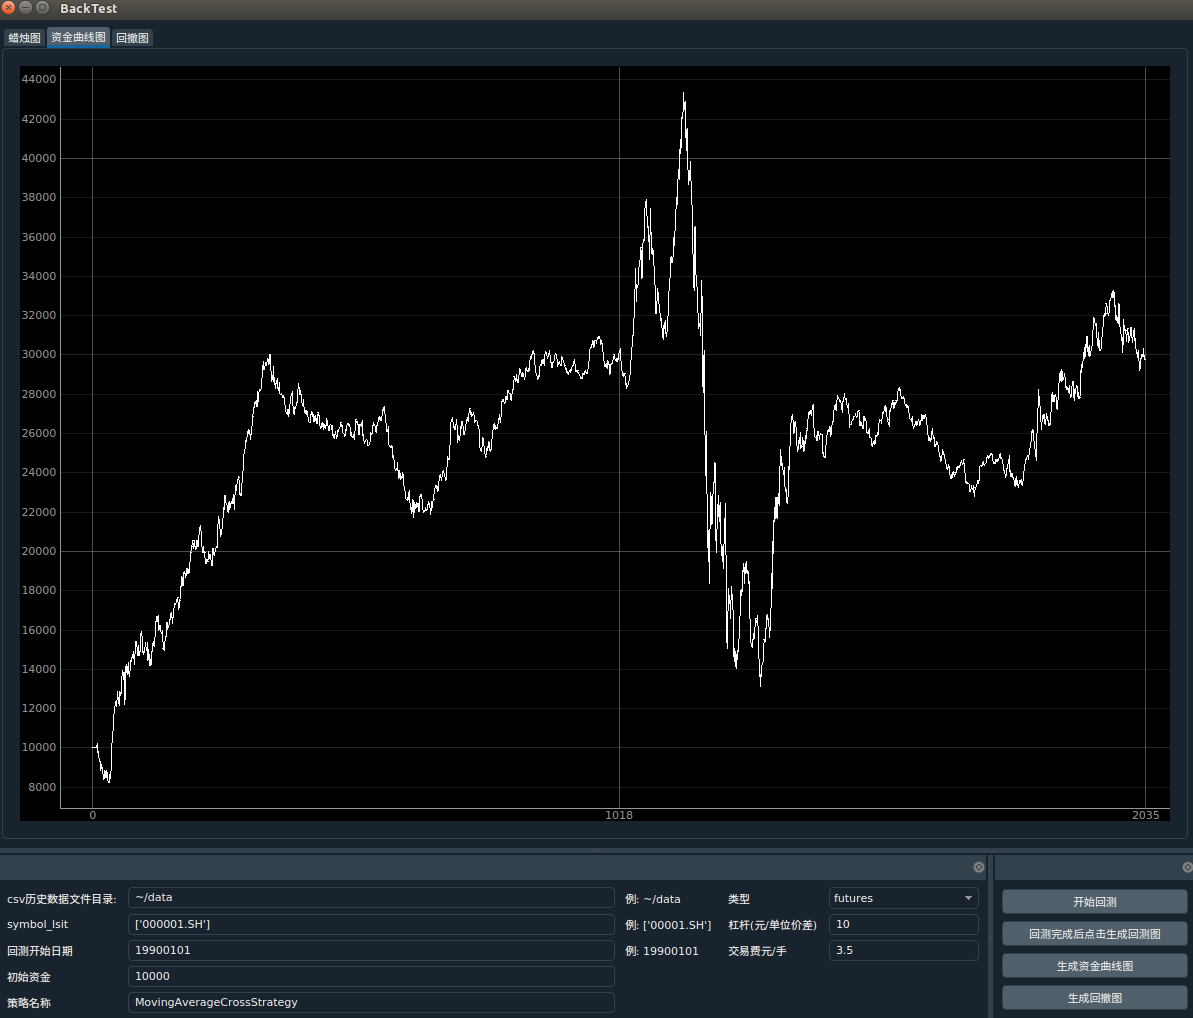 BackTest
蜡烛图 资金曲线图 回撤图
44000
42000
40000
38000
36000
34000
32000
30000
28000
26000
24000
22000
20000
18000
16000
14000
12000
10000
8000
0 1018 2035
csv历史数据文件目录: ~/data 例: ~/data 类型 futures
symbol_lsit ['000001.SH'] 例: ['00001.SH'] 杠杆(元/单位价差) 10
回测开始日期 19900101 例: 19900101 交易费元/手 3.5
初始资金 10000
策略名称 MovingAverageCrossStrategy
开始回测
回测完成后点击生成回测图
生成资金曲线图
生成回撤图